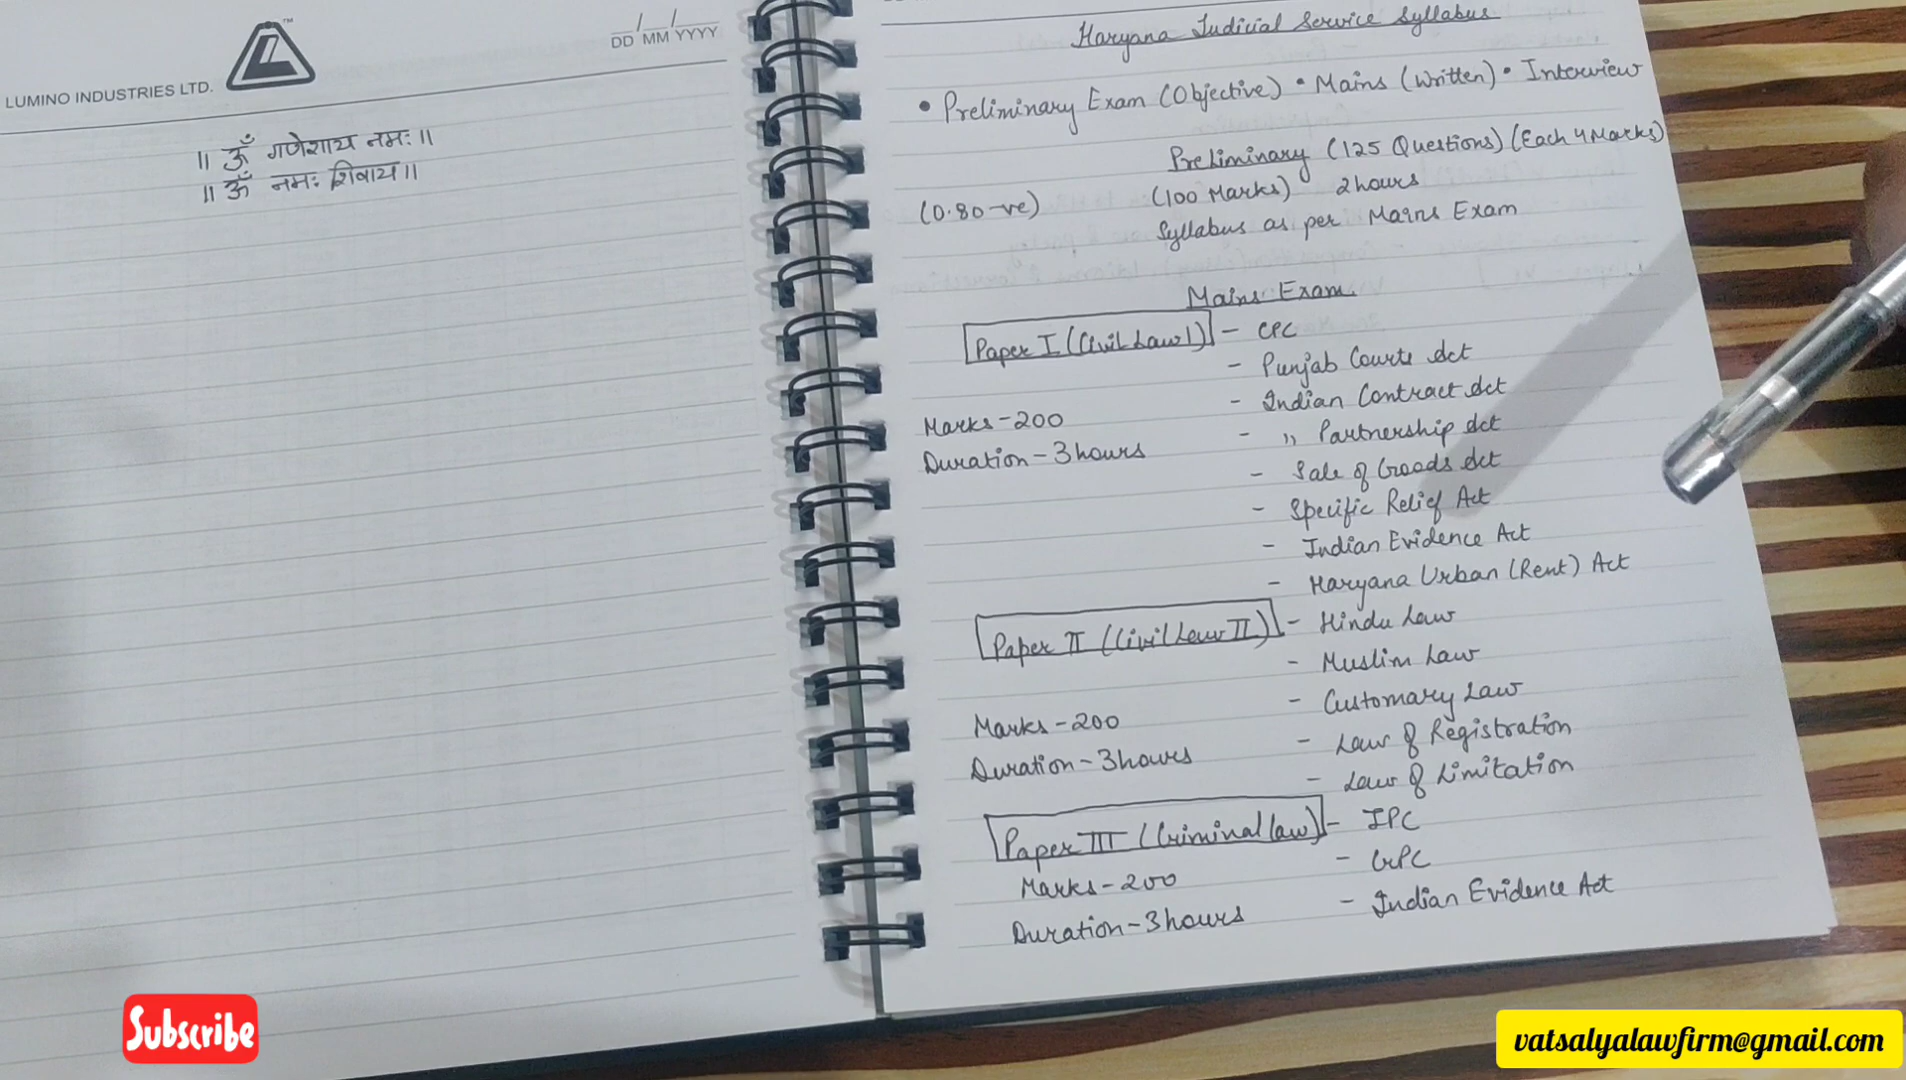 LUMINO INDUSTRIES LTD.
L
TM
DD MM YYYY
॥ ॐ गणेशाय नमः ॥
॥ ॐ नमः शिवाय ॥
Haryana Judicial Service Syllabus
• Preliminary Exam (Objective) • Mains (Written) • Interview
Preliminary (125 Questions) (Each 4 Marks)
(0.80 -ve) (100 Marks) 2 hours
Syllabus as per Mains Exam
Mains Exam
Paper I (Civil Law I) - CPC
- Punjab Courts Act
- Indian Contract Act
Marks - 200
- ,, Partnership Act
Duration - 3 hours
- Sale of Goods Act
- Specific Relief Act
- Indian Evidence Act
- Haryana Urban (Rent) Act
Paper II (Civil Law II) - Hindu Law
- Muslim Law
- Customary Law
Marks - 200
- Law of Registration
Duration - 3 hours
- Law of Limitation
Paper III (Criminal Law) - IPC
- CrPC
Marks - 200
- Indian Evidence Act
Duration - 3 hours
Subscribe
vatsalyalawfirm@gmail.com